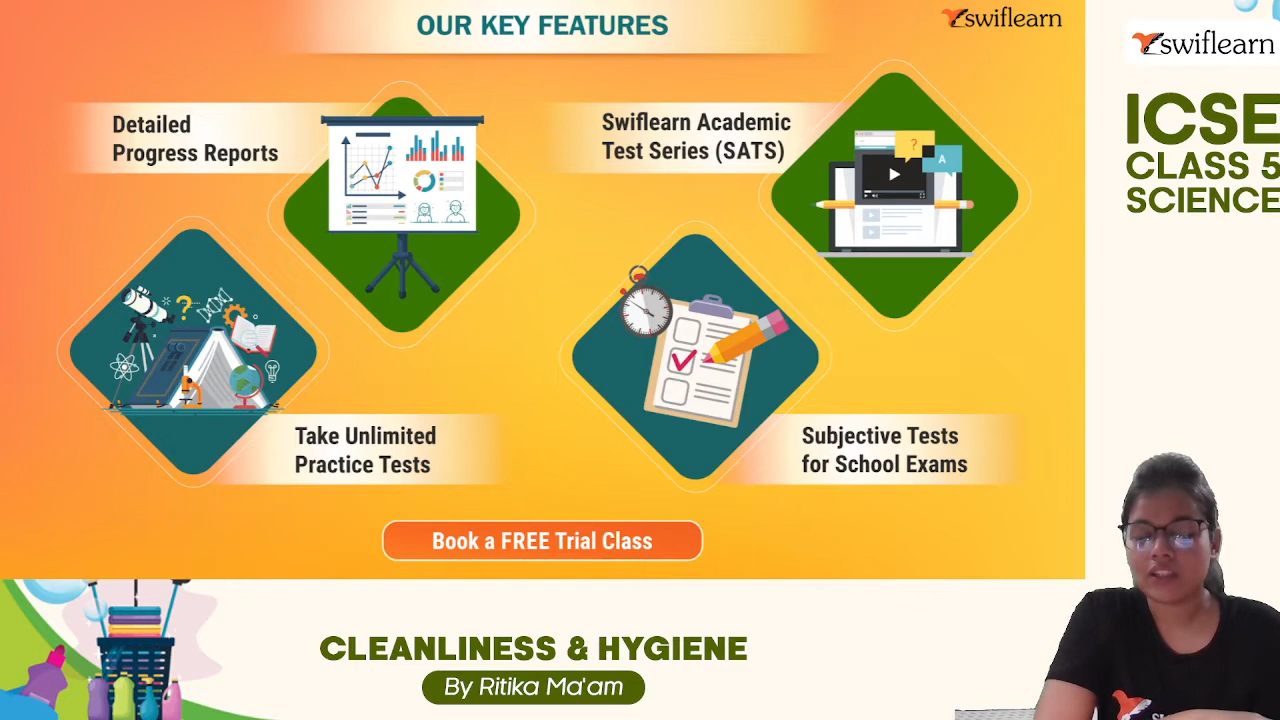 OUR KEY FEATURES
swiflearn
Detailed
Progress Reports
Swiflearn Academic
Test Series (SATS)
?
A
?
Take Unlimited
Practice Tests
Subjective Tests
for School Exams
Book a FREE Trial Class
swiflearn
ICSE
CLASS 5
SCIENCE
CLEANLINESS & HYGIENE
By Ritika Ma'am